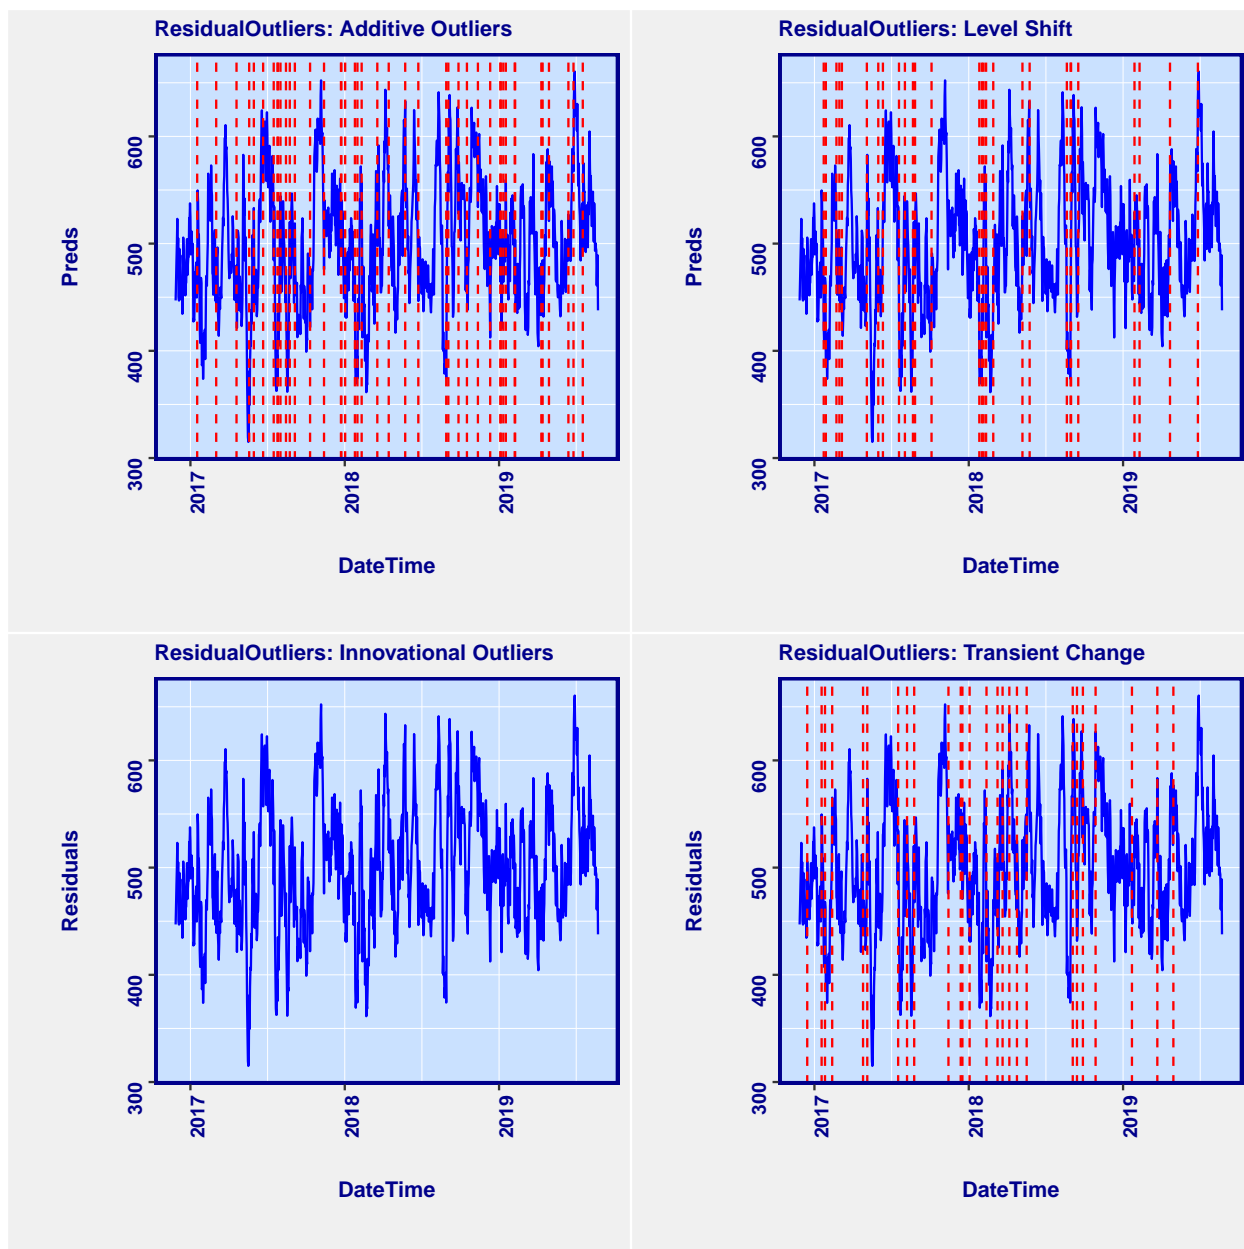 ResidualOutliers: Additive Outliers
Preds
600
500
400
300
2017
2018
2019
DateTime
ResidualOutliers: Level Shift
Preds
600
500
400
300
2017
2018
2019
DateTime
ResidualOutliers: Innovational Outliers
Residuals
600
500
400
300
2017
2018
2019
DateTime
ResidualOutliers: Transient Change
Residuals
600
500
400
300
2017
2018
2019
DateTime